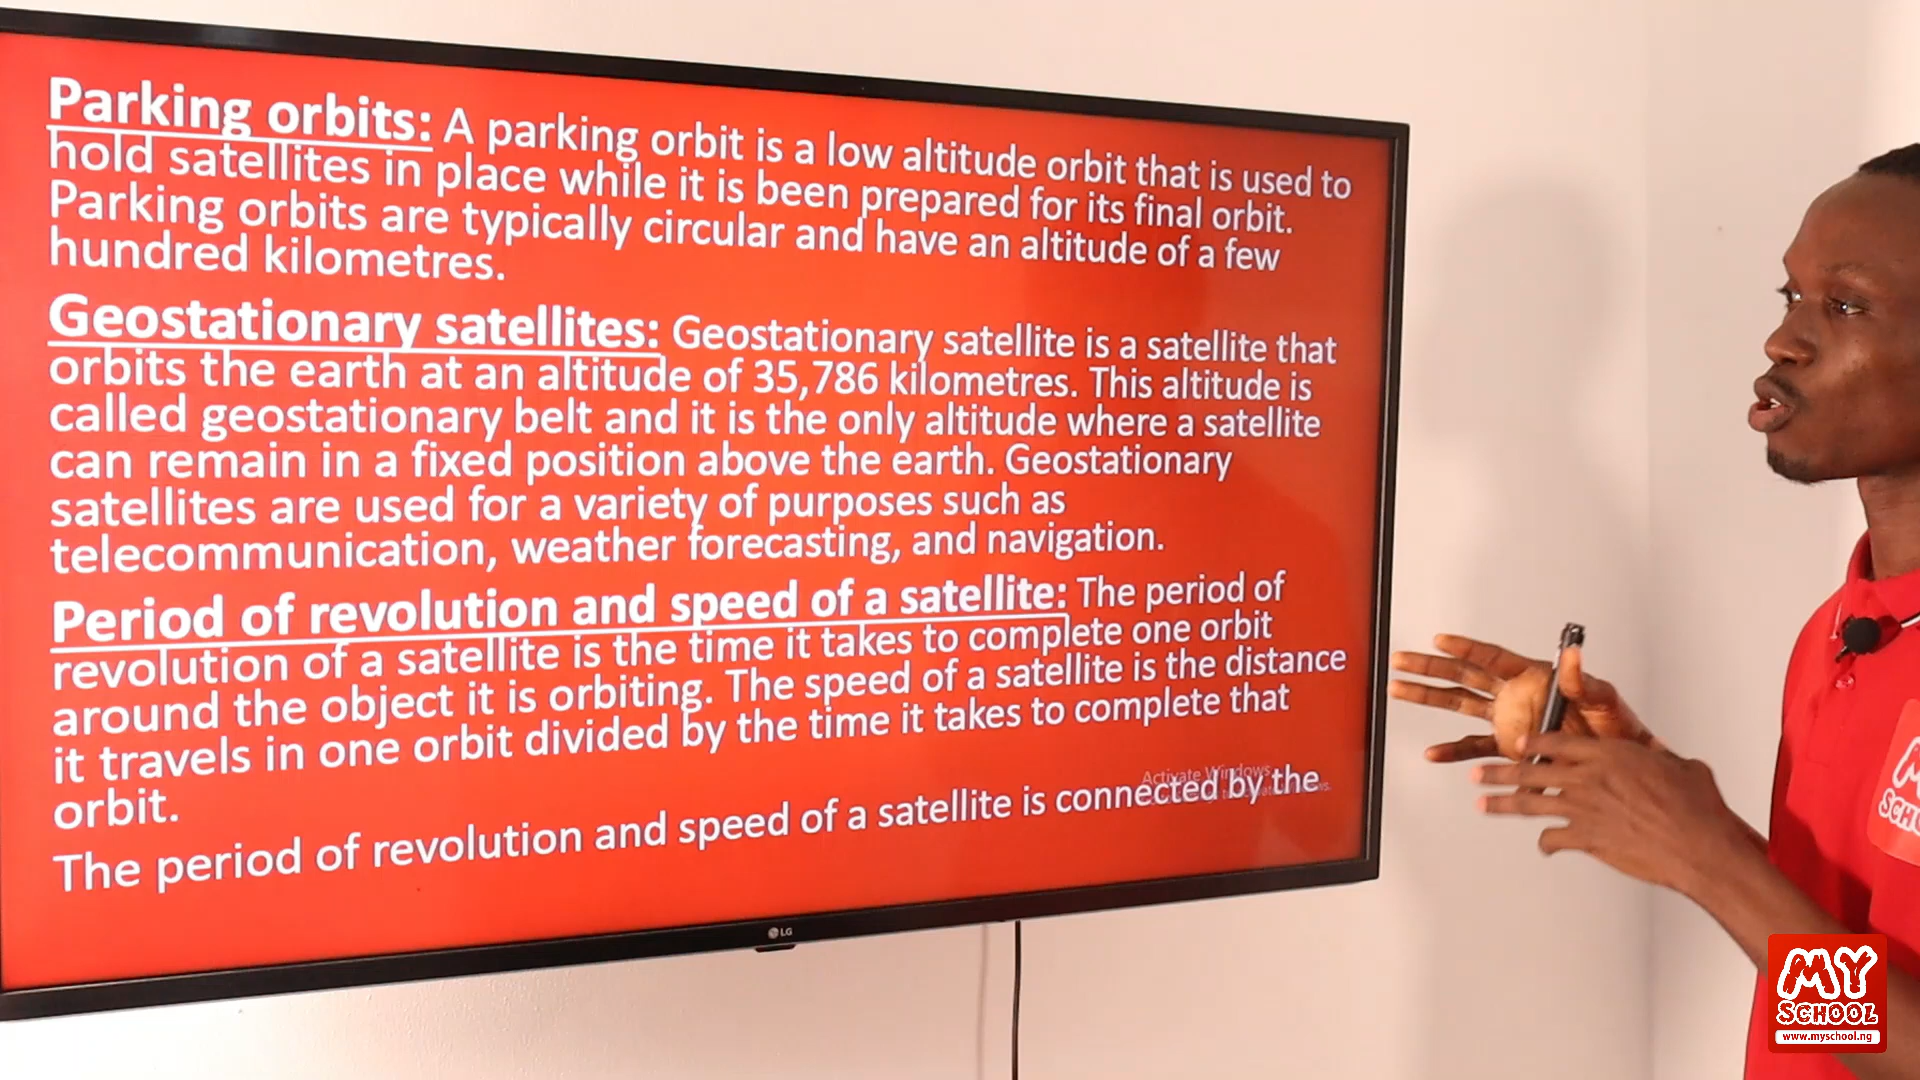 Parking orbits: A parking orbit is a low altitude orbit that is used to
hold satellites in place while it is been prepared for its final orbit.
Parking orbits are typically circular and have an altitude of a few
hundred kilometres.
Geostationary satellites: Geostationary satellite is a satellite that
orbits the earth at an altitude of 35,786 kilometres. This altitude is
called geostationary belt and it is the only altitude where a satellite
can remain in a fixed position above the earth. Geostationary
satellites are used for a variety of purposes such as
telecommunication, weather forecasting, and navigation.
Period of revolution and speed of a satellite: The period of
revolution of a satellite is the time it takes to complete one orbit
around the object it is orbiting. The speed of a satellite is the distance
it travels in one orbit divided by the time it takes to complete that
orbit.
The period of revolution and speed of a satellite is connected by the
Activate Windows
LG
MY
SCHOOL
www.myschool.ng